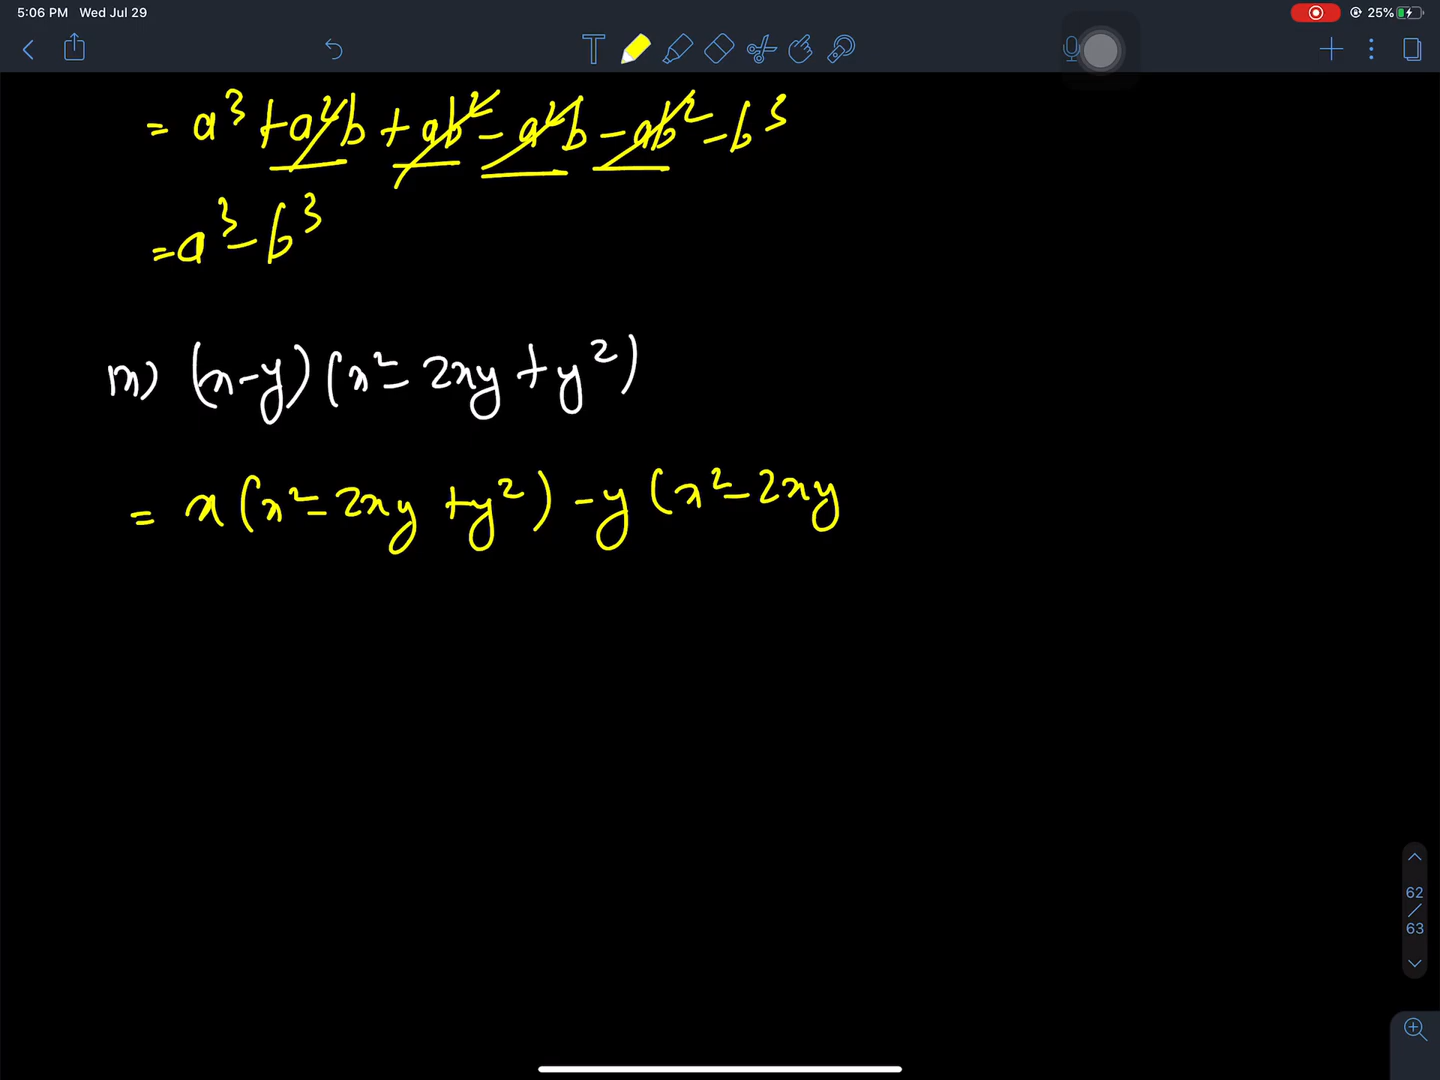 5:06 PM Wed Jul 29
25%
T
= a³ + a²b + ab² - a²b - ab² - b³
= a³ - b³
m) (x-y)(x² - 2xy + y²)
= x(x² - 2xy + y²) - y(x² - 2xy
62
/
63